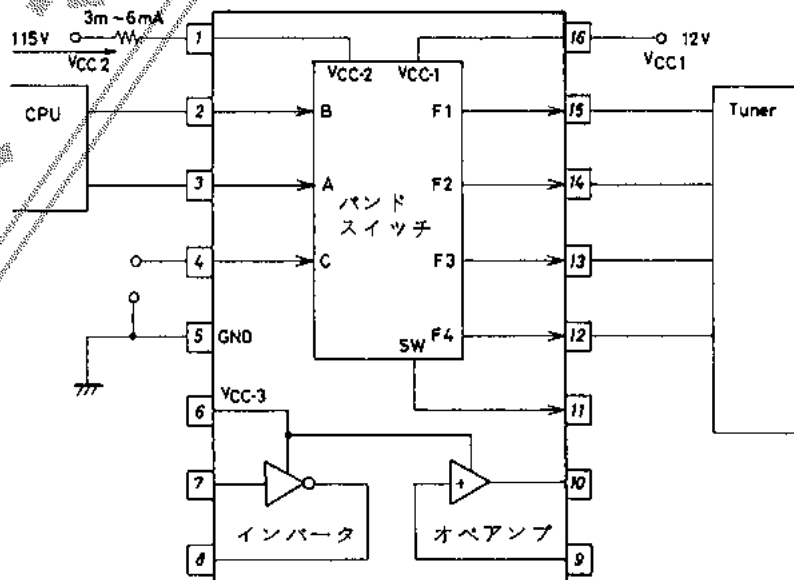 3m~6mA
115V
VCC2
1
16
12V
VCC1
VCC-2
VCC-1
CPU
2
B
F1
15
Tuner
3
A
F2
14
バンド
スイッチ
4
C
F3
13
5
GND
F4
12
SW
VCC-3
6
11
7
+
10
インバータ
オペアンプ
8
9